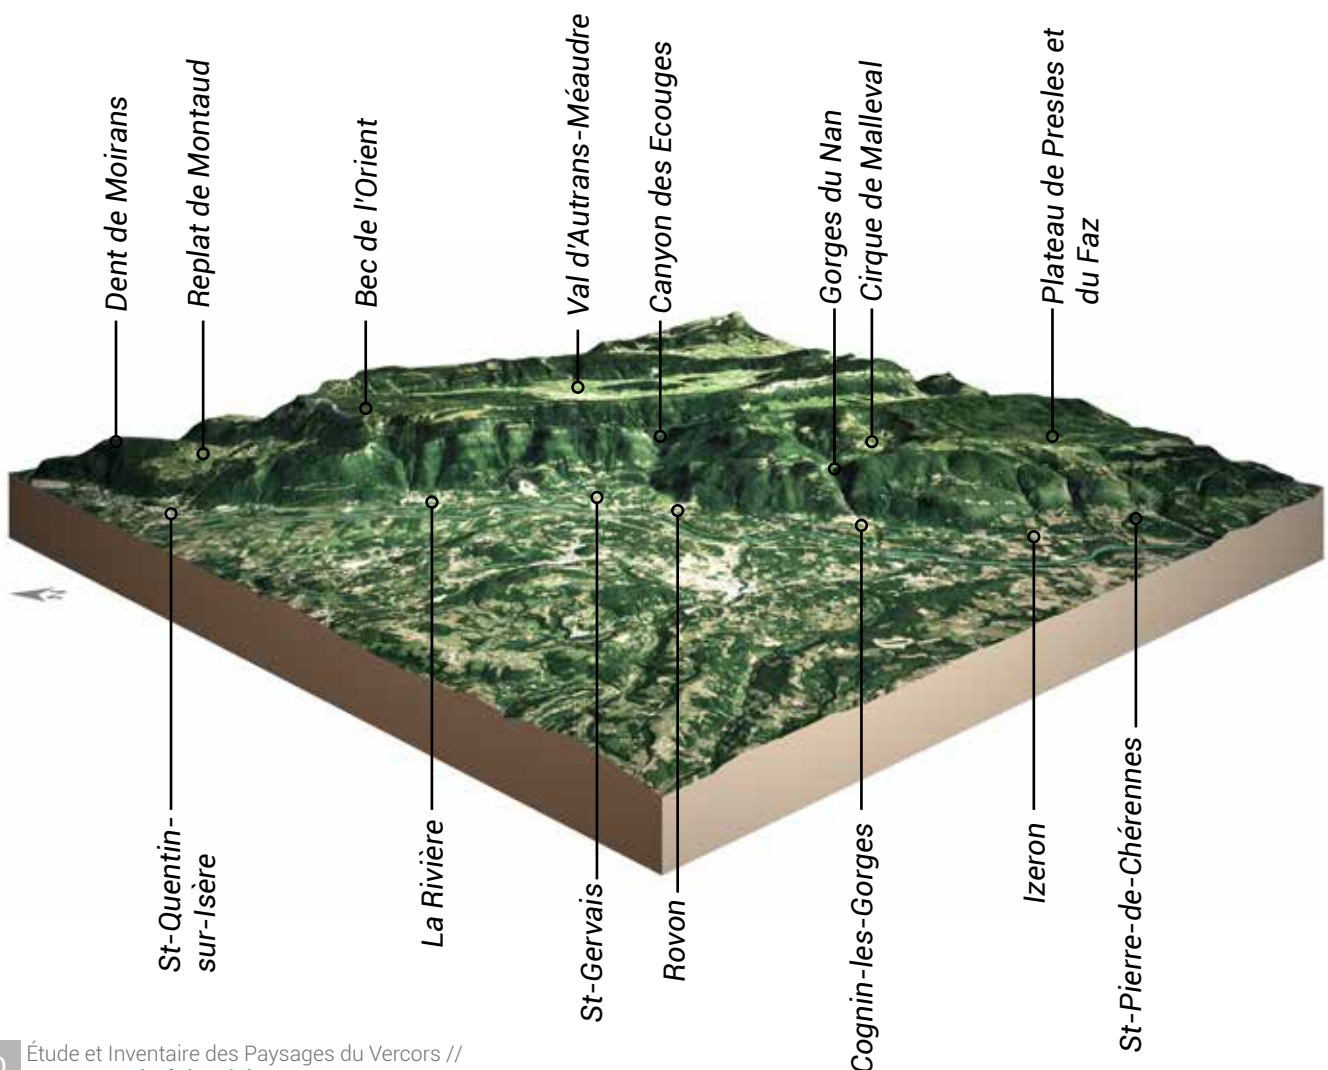 Dent de Moirans
Replat de Montaud
Bec de l'Orient
Val d'Autrans-Méaudre
Canyon des Ecouges
Gorges du Nan
Cirque de Malleval
Plateau de Presles et
du Faz
St-Quentin-
sur-Isère
La Rivière
St-Gervais
Rovon
Cognin-les-Gorges
Izeron
St-Pierre-de-Chérennes
Étude et Inventaire des Paysages du Vercors //